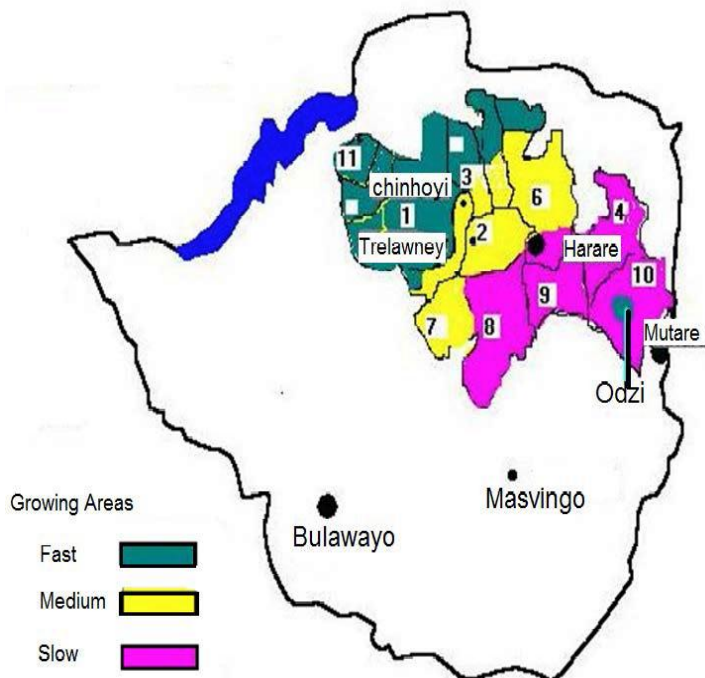 11
3
chinhoyi
6
1
4
2
Trelawney
Harare
10
9
7
8
Mutare
Odzi
Masvingo
Growing Areas
Bulawayo
Fast
Medium
Slow